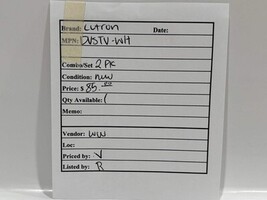 Brand: LUTRON Date:
MPN: DVSTV-WH
Combo/Set 2 PK
Condition: new
Price: $ 85.00
Qty Available: 1
Memo:
Vendor: WW
Loc:
Priced by: V
Listed by: R